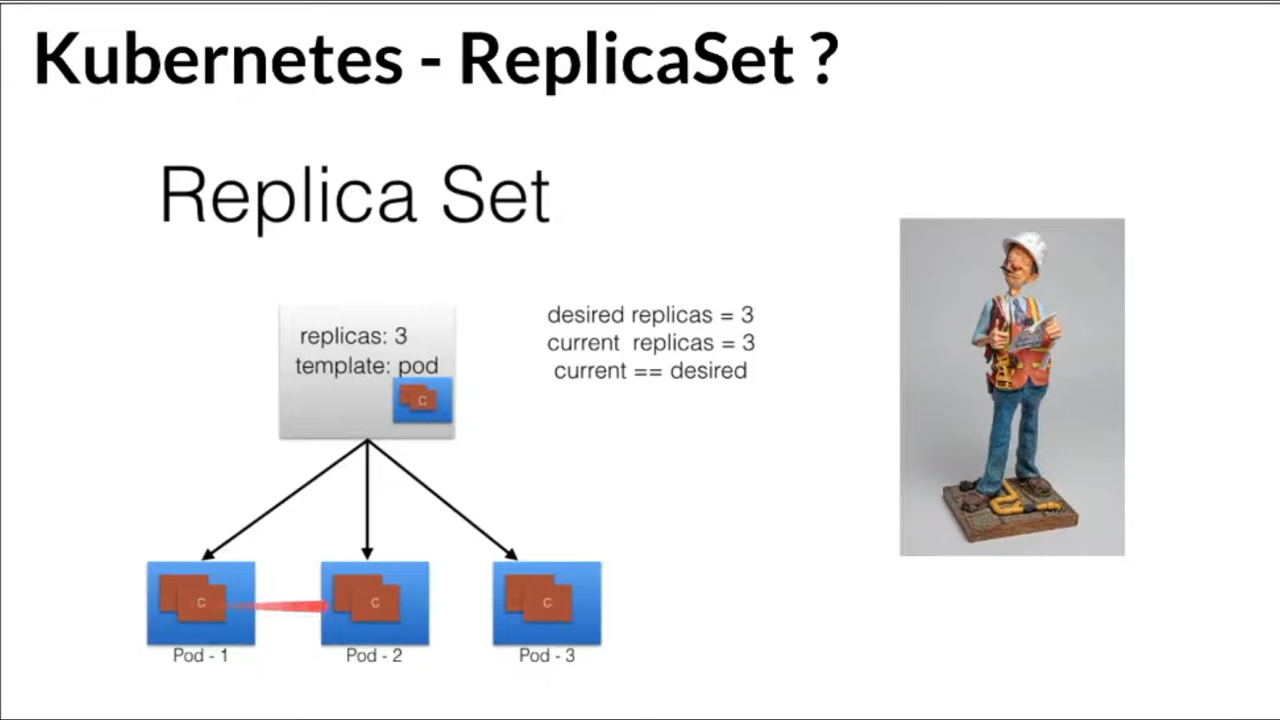 Kubernetes - ReplicaSet ?
Replica Set
replicas: 3
template: pod
C
desired replicas = 3
current replicas = 3
current == desired
C
C
C
Pod - 1
Pod - 2
Pod - 3